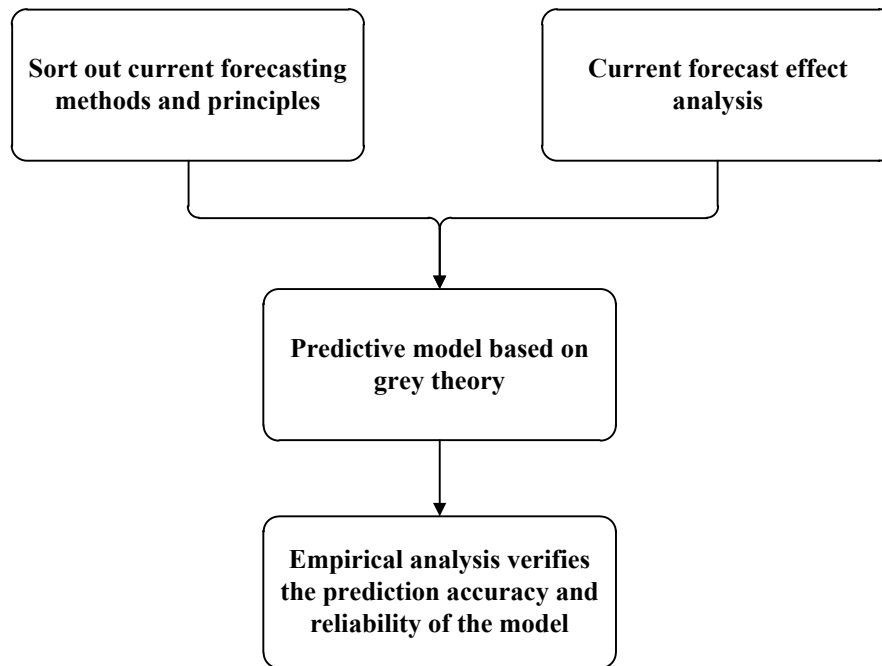 Sort out current forecasting
methods and principles
Current forecast effect
analysis
Predictive model based on
grey theory
Empirical analysis verifies
the prediction accuracy and
reliability of the model